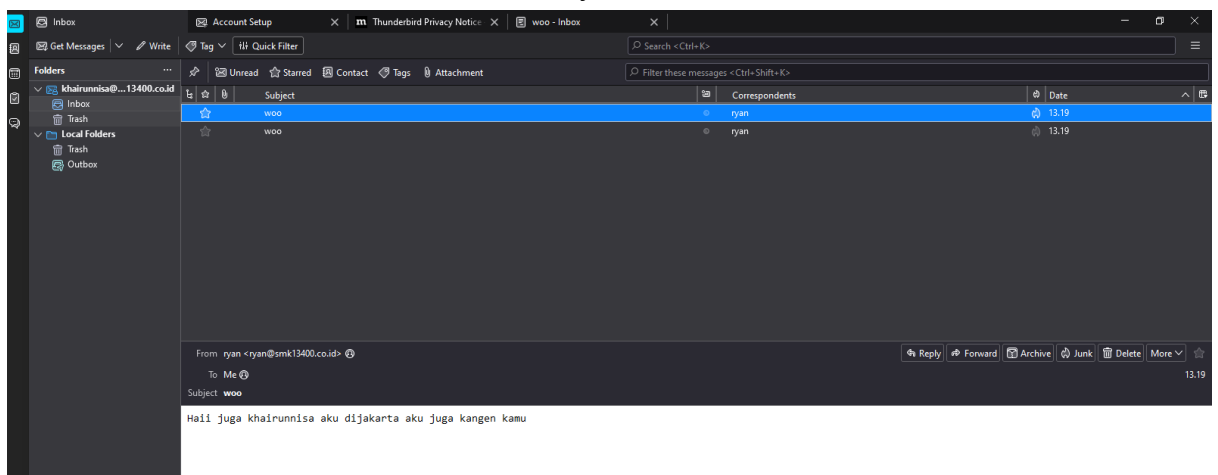 Inbox
Account Setup
Thunderbird Privacy Notice
woo - Inbox
Get Messages
Write
Tag
Quick Filter
Search <Ctrl+K>
Folders
Unread
Starred
Contact
Tags
Attachment
Filter these messages <Ctrl+Shift+K>
khairunnisa@...13400.co.id
Subject
Correspondents
Date
Inbox
woo
ryan
13.19
Trash
Local Folders
woo
ryan
13.19
Trash
Outbox
From ryan <ryan@smk13400.co.id>
Reply
Forward
Archive
Junk
Delete
More
To Me
13.19
Subject woo
Haii juga khairunnisa aku dijakarta aku juga kangen kamu